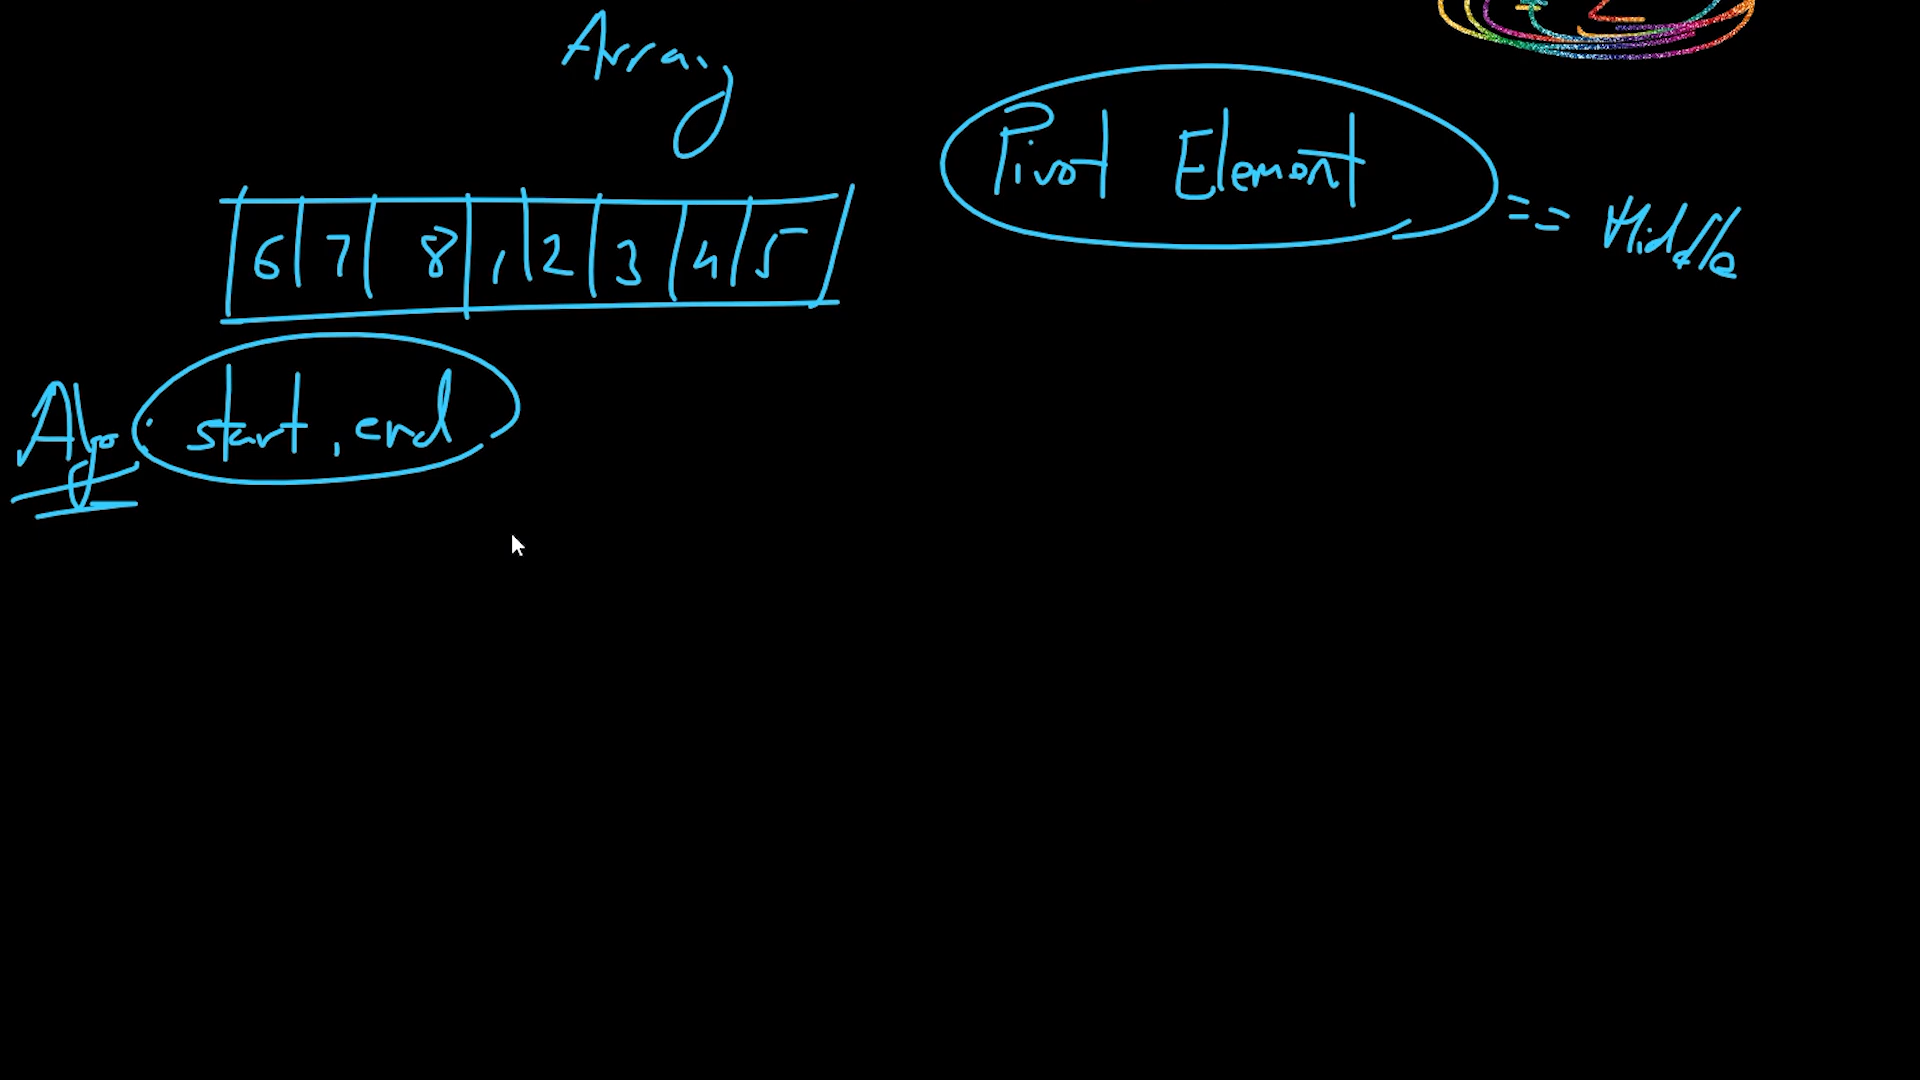 Array
Pivot Element == Middle
6 7 8 1 2 3 4 5
Algo: start, end